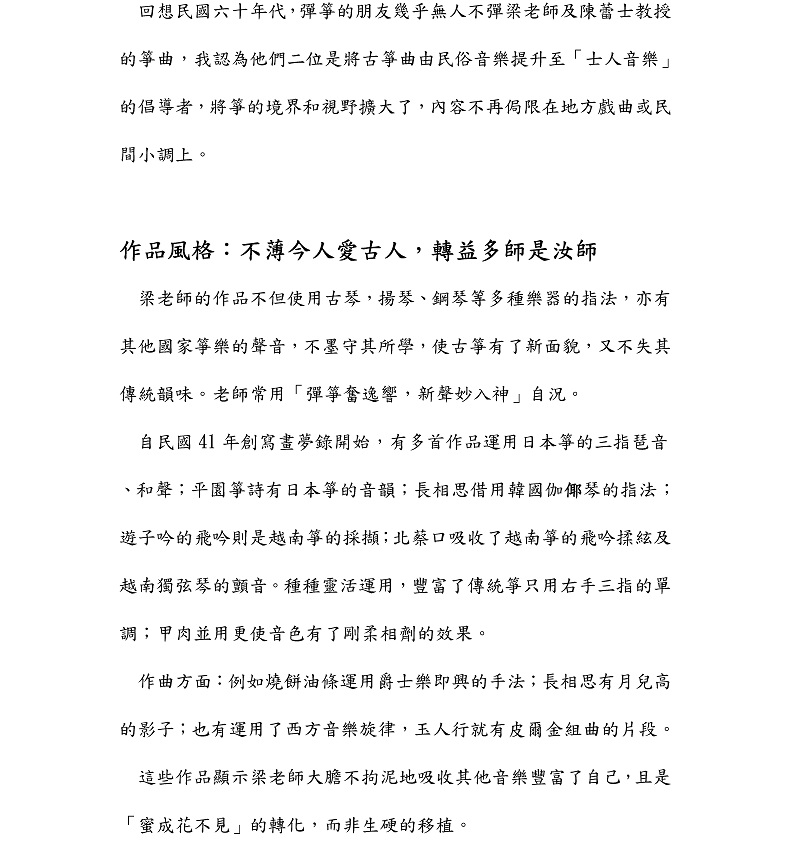 回想民國六十年代，彈箏的朋友幾乎無人不彈梁老師及陳蕾士教授
的箏曲，我認為他們二位是將古箏曲由民俗音樂提升至「士人音樂」
的倡導者，將箏的境界和視野擴大了，內容不再侷限在地方戲曲或民
間小調上。
作品風格：不薄今人愛古人，轉益多師是汝師
梁老師的作品不但使用古琴，揚琴、鋼琴等多種樂器的指法，亦有
其他國家箏樂的聲音，不墨守其所學，使古箏有了新面貌，又不失其
傳統韻味。老師常用「彈箏奮逸響，新聲妙入神」自況。
自民國 41 年創寫畫夢錄開始，有多首作品運用日本箏的三指琶音
、和聲；平園箏詩有日本箏的音韻；長相思借用韓國伽倻琴的指法；
遊子吟的飛吟則是越南箏的採擷；北蔡口吸收了越南箏的飛吟揉絃及
越南獨弦琴的顫音。種種靈活運用，豐富了傳統箏只用右手三指的單
調；甲肉並用更使音色有了剛柔相劑的效果。
作曲方面：例如燒餅油條運用爵士樂即興的手法；長相思有月兒高
的影子；也有運用了西方音樂旋律，玉人行就有皮爾金組曲的片段。
這些作品顯示梁老師大膽不拘泥地吸收其他音樂豐富了自己，且是
「蜜成花不見」的轉化，而非生硬的移植。